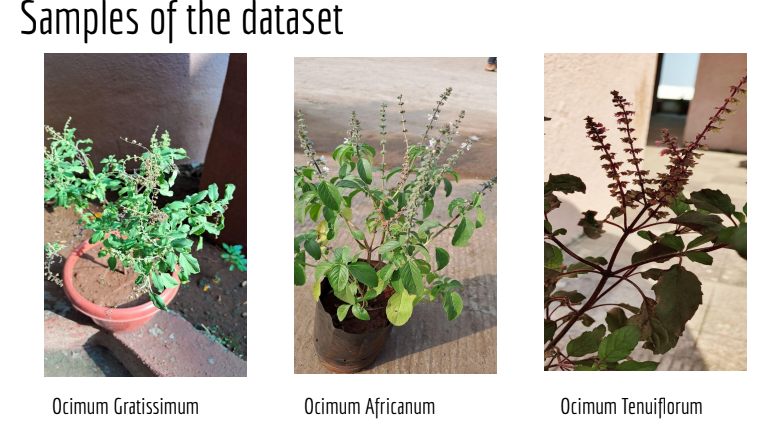 Samples of the dataset
Ocimum Gratissimum
Ocimum Africanum
Ocimum Tenuiflorum